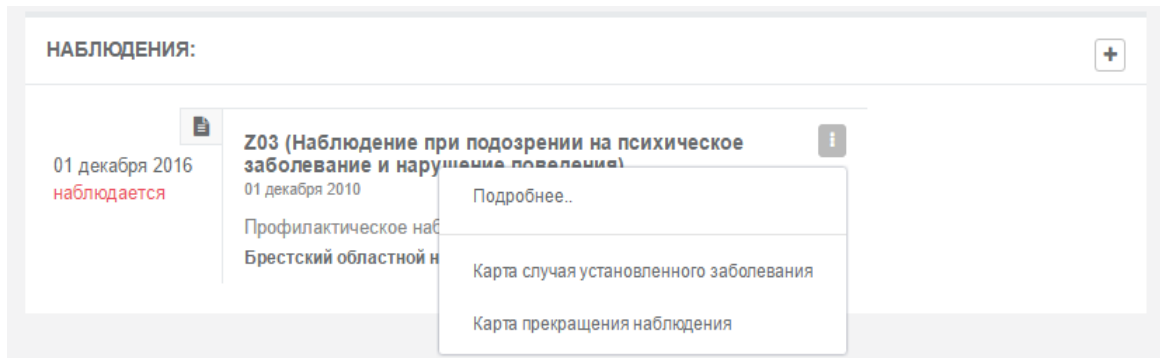 НАБЛЮДЕНИЯ:
01 декабря 2016
наблюдается
Z03 (Наблюдение при подозрении на психическое
заболевание и нарушение поведения)
01 декабря 2010
Профилактическое наб
Брестский областной н
Подробнее..
Карта случая установленного заболевания
Карта прекращения наблюдения